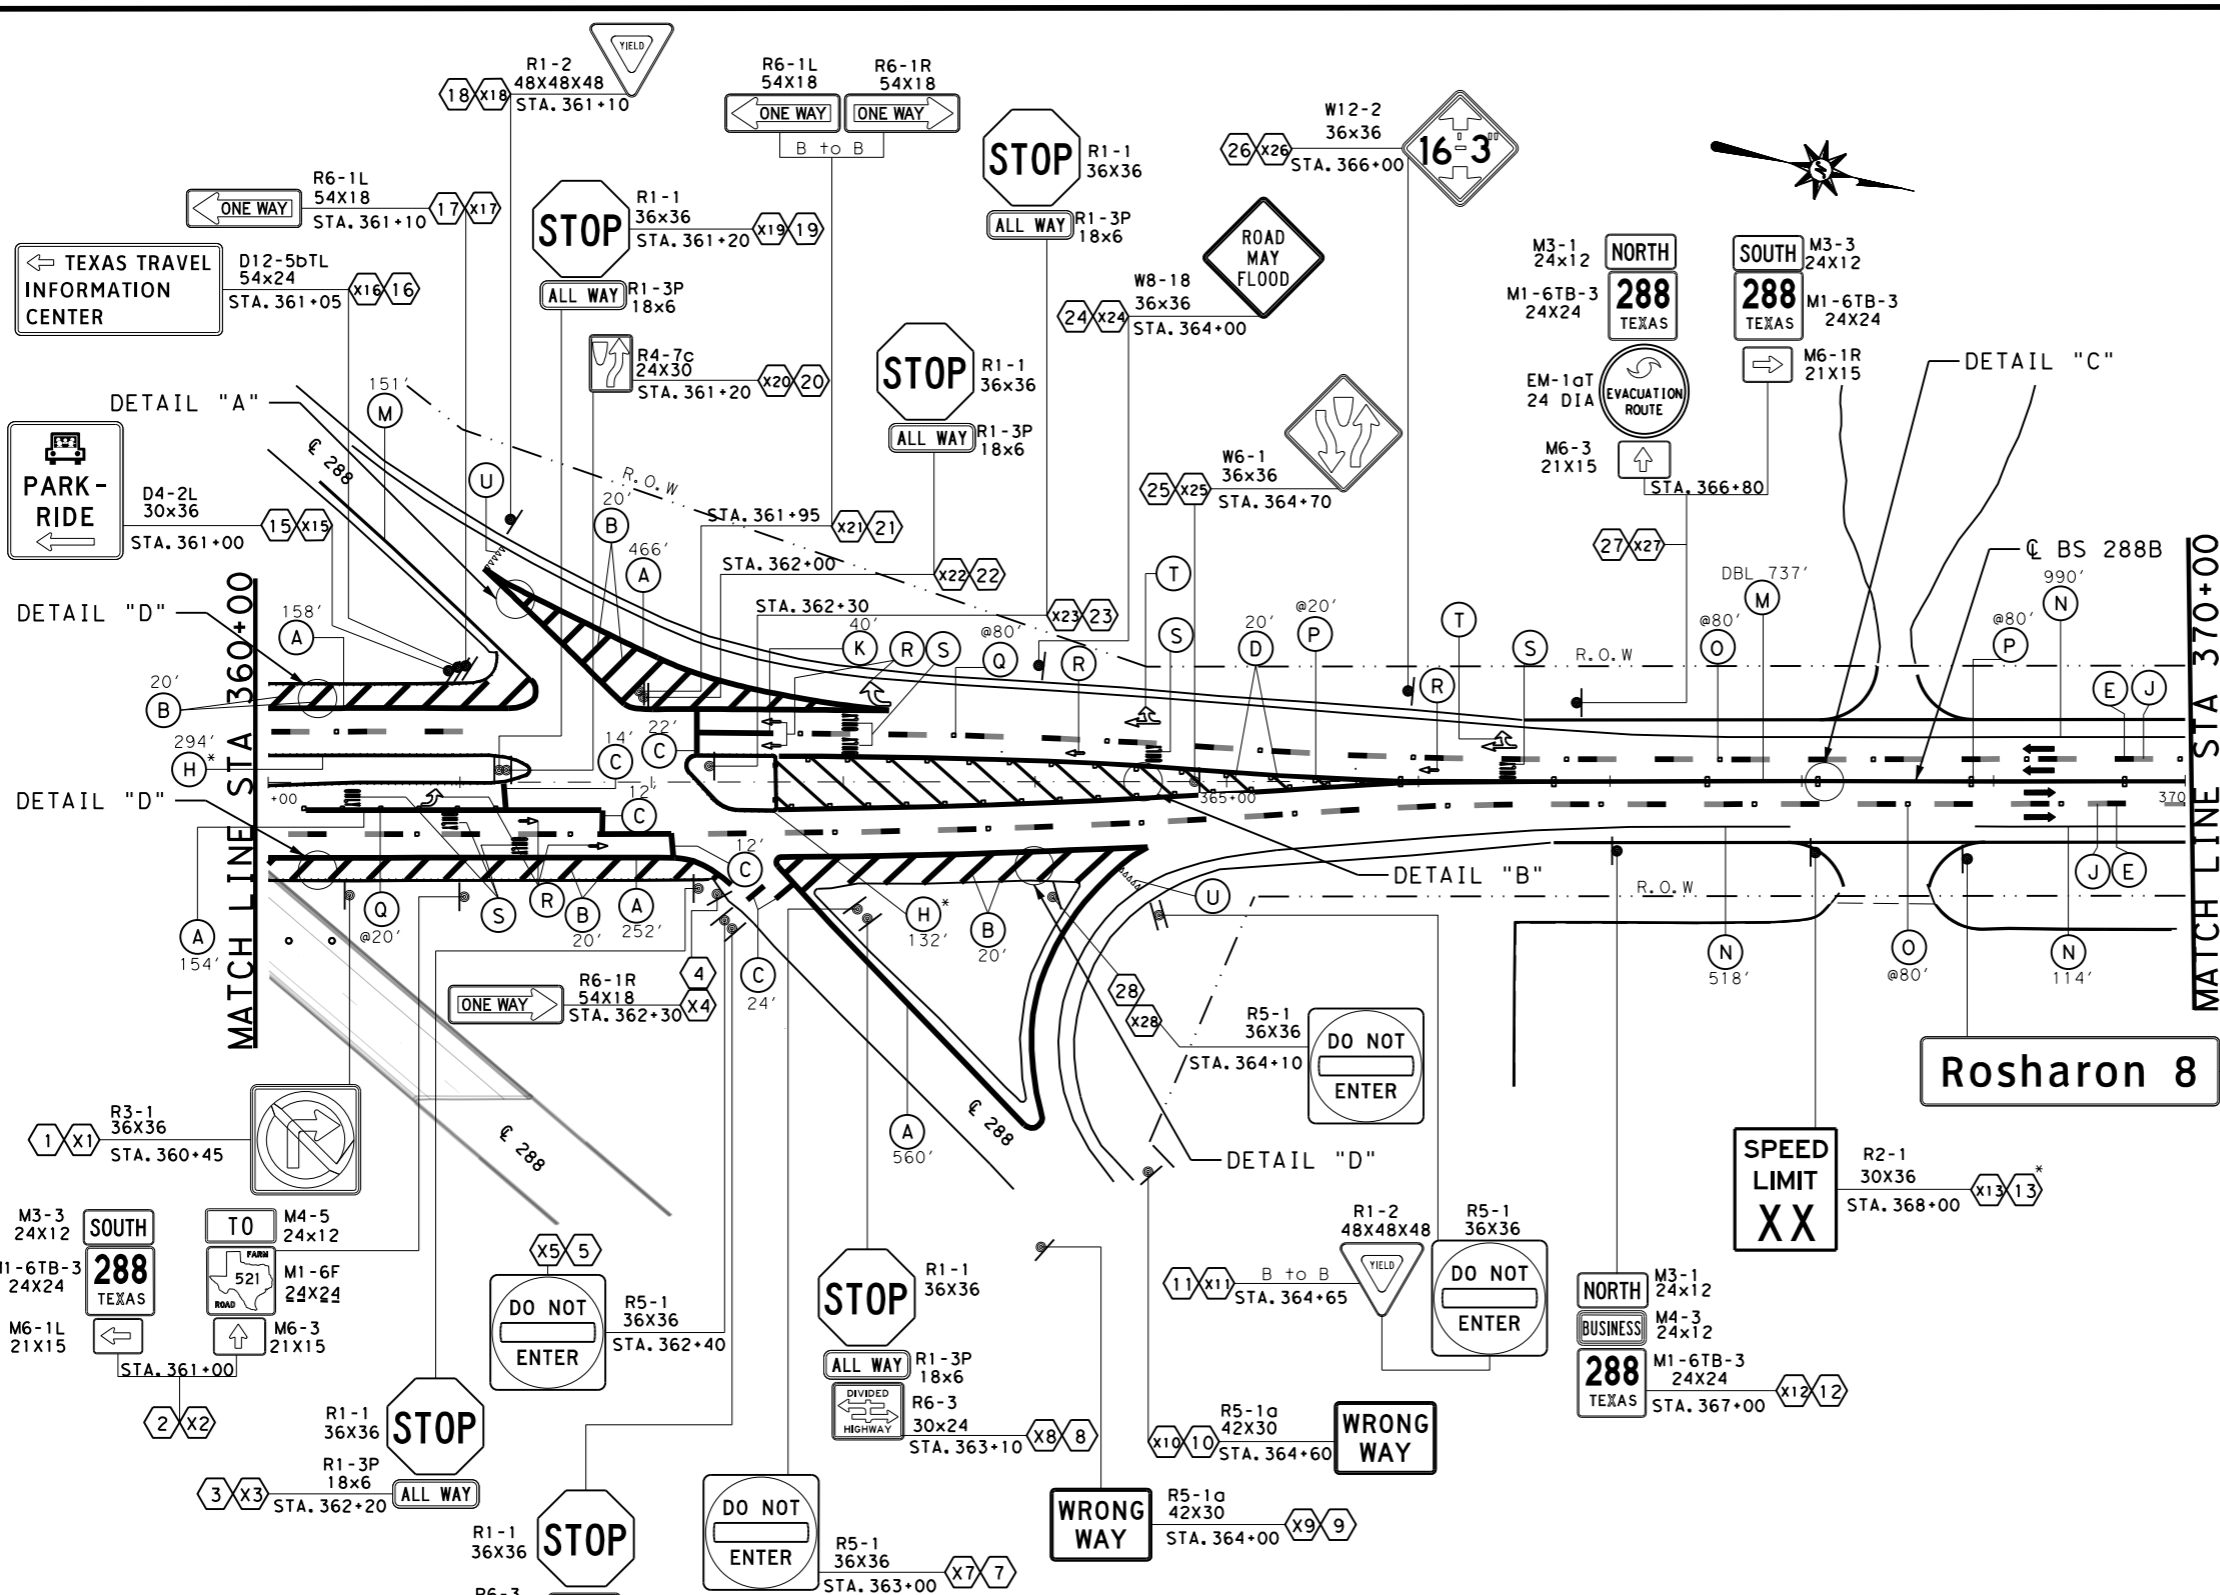 R1-2
48X48X48
STA. 361+10
18
X18
YIELD
R6-1L
54X18
R6-1R
54X18
ONE WAY
ONE WAY
B to B
R6-1L
54X18
STA. 361+10
17
X17
ONE WAY
TEXAS TRAVEL
INFORMATION
CENTER
D12-5bTL
54x24
STA. 361+05
X16
16
STOP
R1-1
36x36
STA. 361+20
X19
19
ALL WAY
R1-3P
18x6
R4-7c
24X30
STA. 361+20
X20
20
STOP
R1-1
36X36
ALL WAY
R1-3P
18x6
STOP
R1-1
36x36
ALL WAY
R1-3P
18x6
ROAD
MAY
FLOOD
W8-18
36x36
STA. 364+00
24
X24
W12-2
36x36
STA. 366+00
26
X26
16'-3"
W6-1
36x36
STA. 364+70
25
X25
M3-1
24x12
NORTH
SOUTH
M3-3
24X12
M1-6TB-3
24X24
288
TEXAS
288
TEXAS
M1-6TB-3
24X24
EM-1aT
24 DIA
EVACUATION
ROUTE
M6-1R
21X15
M6-3
21X15
STA. 366+80
27
X27
DETAIL "C"
DETAIL "A"
151'
M
℄ 288
U
R.O.W
20'
B
466'
A
STA. 361+95
X21
21
STA. 362+00
X22
22
STA. 362+30
X23
23
PARK-
RIDE
D4-2L
30x36
STA. 361+00
15
X15
DETAIL "D"
158'
A
20'
B
294'
H*
DETAIL "D"
DETAIL "D"
MATCH LINE STA 360+00
40'
K
R
S
@80'
Q
R
T
S
20'
D
@20'
P
T
R
S
R.O.W
DBL 737'
M
@80'
O
℄ BS 288B
990'
N
@80'
P
E
J
MATCH LINE STA 370+00
22'
C
14'
C
12'
C
12'
C
+00
365+00
370
A
154'
Q
@20'
S
R
B
20'
A
252'
C
24'
H*
132'
B
20'
U
DETAIL "B"
R.O.W
N
518'
O
@80'
N
114'
J
E
ONE WAY
R6-1R
54X18
STA. 362+30
4
X4
28
X28
R5-1
36X36
STA. 364+10
DO NOT
ENTER
Rosharon 8
R3-1
36X36
STA. 360+45
1
X1
℄ 288
A
560'
℄ 288
DETAIL "D"
SPEED
LIMIT
XX
R2-1
30X36
STA. 368+00
X13
13*
M3-3
24X12
SOUTH
TO
M4-5
24x12
24X24
288
TEXAS
FARM
521
ROAD
M1-6F
24X24
M6-1L
21X15
M6-3
21X15
STA. 361+00
2
X2
X5
5
DO NOT
ENTER
R5-1
36X36
STA. 362+40
STOP
R1-1
36X36
ALL WAY
R1-3P
18x6
DIVIDED
HIGHWAY
R6-3
30x24
STA. 363+10
X8
8
R1-2
48X48X48
YIELD
R5-1
36X36
DO NOT
ENTER
11
X11
B to B
STA. 364+65
NORTH
M3-1
24x12
BUSINESS
M4-3
24x12
288
TEXAS
M1-6TB-3
24X24
STA. 367+00
X12
12
R1-1
36X36
STOP
R1-3P
18x6
ALL WAY
STA. 362+20
3
X3
X10
10
R5-1a
42X30
STA. 364+60
WRONG
WAY
R1-1
36X36
STOP
DO NOT
ENTER
R5-1
36X36
STA. 363+00
X7
7
WRONG
WAY
R5-1a
42X30
STA. 364+00
X9
9